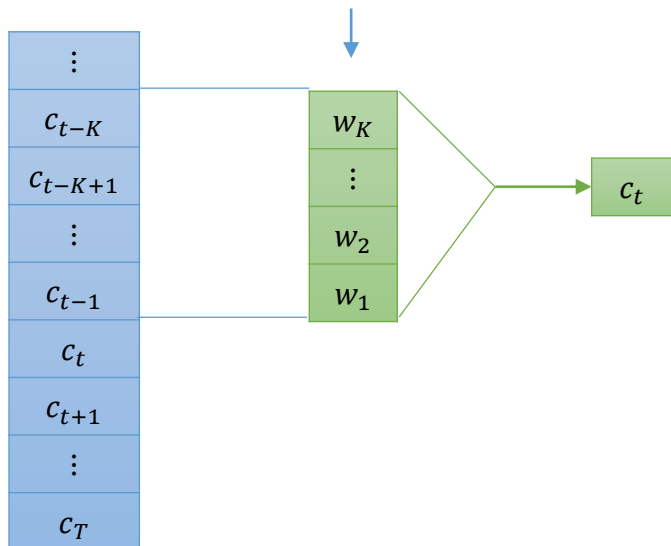 ⋮
c_{t-K}
c_{t-K+1}
⋮
c_{t-1}
c_t
c_{t+1}
⋮
c_T
w_K
⋮
w_2
w_1
c_t